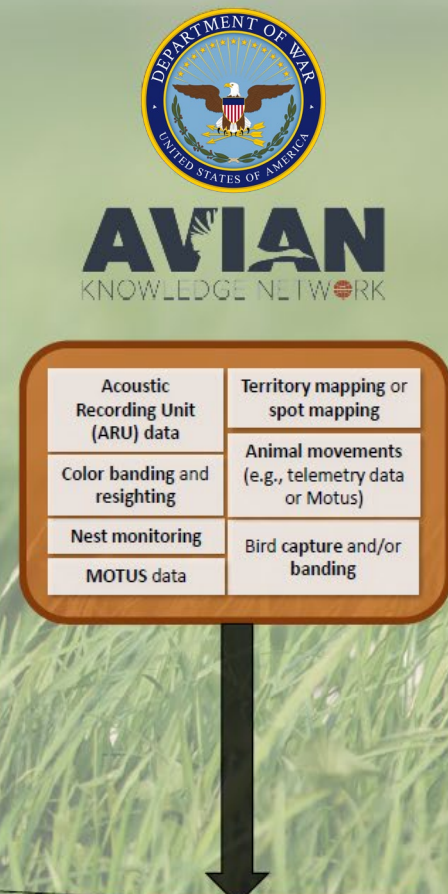 DEPARTMENT OF WAR
UNITED STATES OF AMERICA
AVIAN
KNOWLEDGE NETWORK
Acoustic
Recording Unit
(ARU) data
Color banding and
resighting
Nest monitoring
MOTUS data
Territory mapping or
spot mapping
Animal movements
(e.g., telemetry data
or Motus)
Bird capture and/or
banding